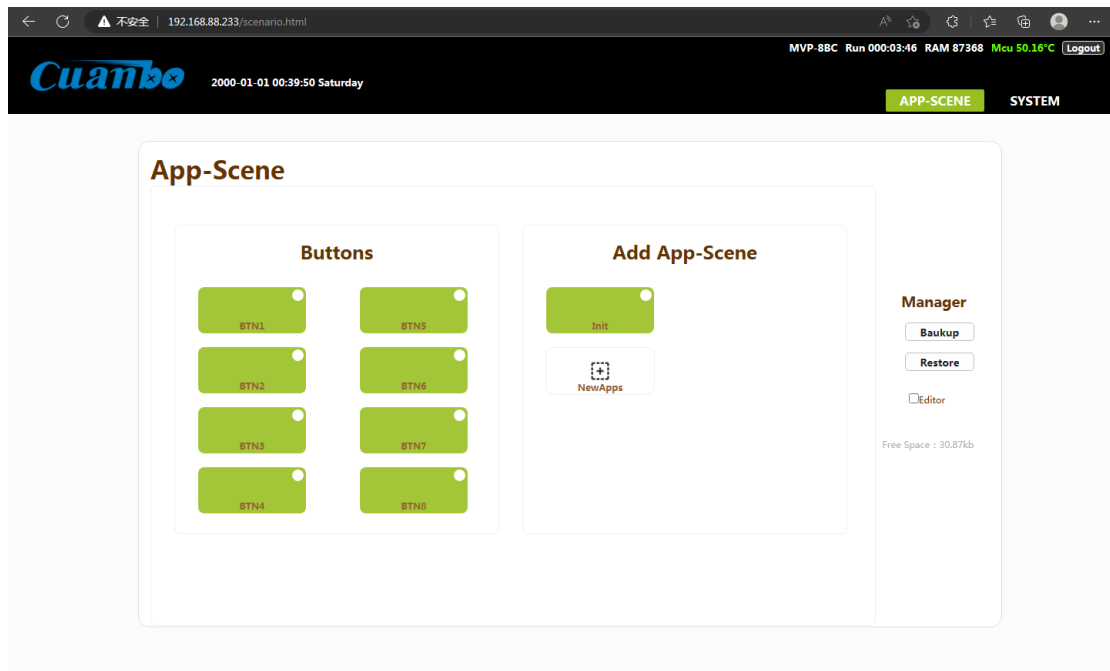 不安全 | 192.168.88.233/scenario.html
MVP-8BC Run 000:03:46 RAM 87368 Mcu 50.16°C Logout
Cuanbo
2000-01-01 00:39:50 Saturday
APP-SCENE SYSTEM
App-Scene
Buttons
BTN1 BTN5
BTN2 BTN6
BTN3 BTN7
BTN4 BTN8
Add App-Scene
Init
NewApps
Manager
Baukup
Restore
Editor
Free Space : 30.87kb